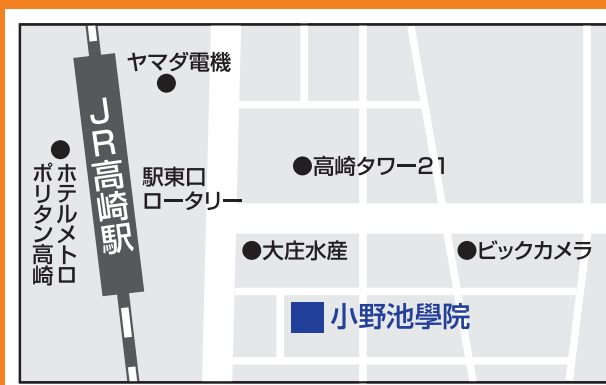 ヤマダ電機
JR高崎駅
ホテルメトロ
ポリタン高崎
駅東口
ロータリー
高崎タワー21
大庄水産
ビックカメラ
小野池學院